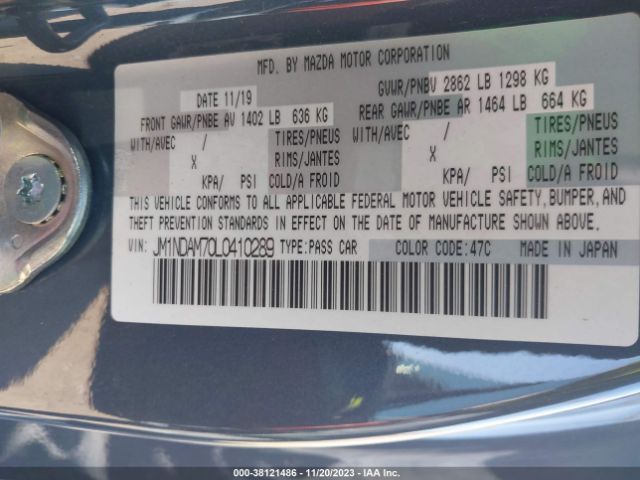 MFD. BY MAZDA MOTOR CORPORATION
DATE 11/19 GVWR/PNBV 2862 LB 1298 KG
FRONT GAWR/PNBE AV 1402 LB 636 KG REAR GAWR/PNBE AR 1464 LB 664 KG
WITH/AVEC / TIRES/PNEUS WITH/AVEC / TIRES/PNEUS
X RIMS/JANTES X RIMS/JANTES
KPA/ PSI COLD/A FROID KPA/ PSI COLD/A FROID
THIS VEHICLE CONFORMS TO ALL APPLICABLE FEDERAL MOTOR VEHICLE SAFETY, BUMPER, AND
THEFT PREVENTION STANDARDS IN EFFECT ON THE DATE OF MANUFACTURE SHOWN ABOVE.
VIN: JM1NDAM70L0410289 TYPE:PASS CAR COLOR CODE:47C MADE IN JAPAN
000-38121486 - 11/20/2023 - IAA Inc.